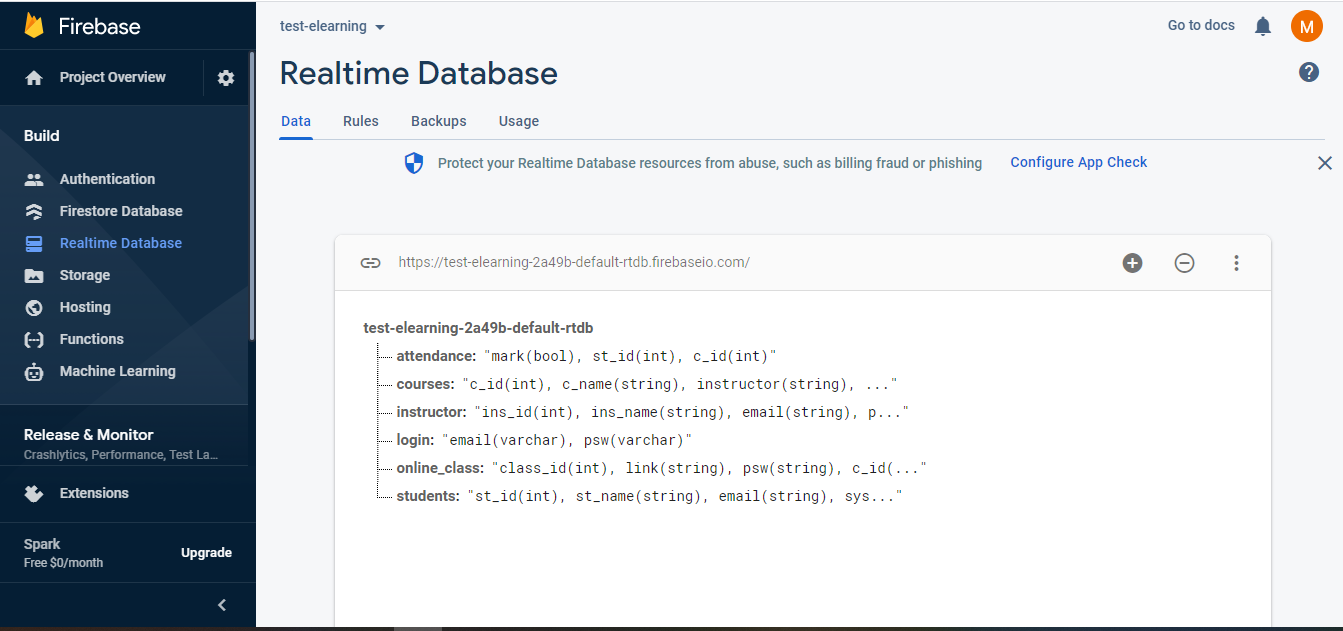 Firebase
Project Overview
Build
Authentication
Firestore Database
Realtime Database
Storage
Hosting
Functions
Machine Learning
Release & Monitor
Crashlytics, Performance, Test La...
Extensions
Spark
Free $0/month
Upgrade
test-elearning
Go to docs
M
Realtime Database
Data Rules Backups Usage
Protect your Realtime Database resources from abuse, such as billing fraud or phishing Configure App Check
https://test-elearning-2a49b-default-rtdb.firebaseio.com/
test-elearning-2a49b-default-rtdb
attendance: "mark(bool), st_id(int), c_id(int)"
courses: "c_id(int), c_name(string), instructor(string), ..."
instructor: "ins_id(int), ins_name(string), email(string), p..."
login: "email(varchar), psw(varchar)"
online_class: "class_id(int), link(string), psw(string), c_id(..."
students: "st_id(int), st_name(string), email(string), sys..."